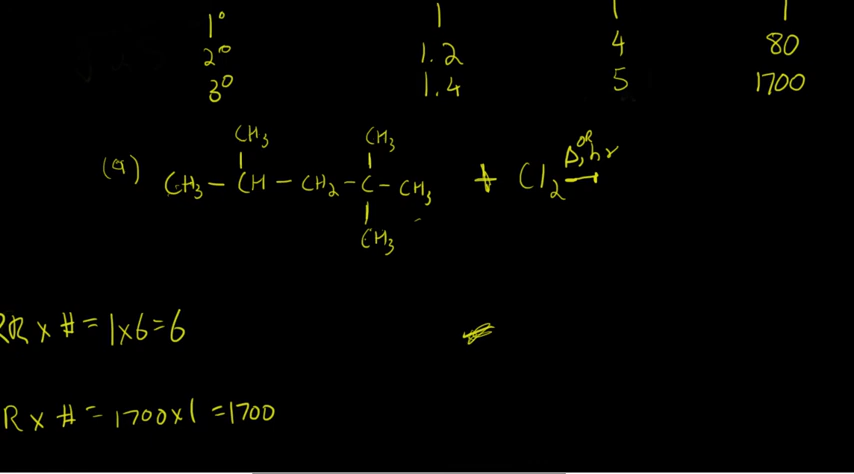 1° 1 1 1
2° 1.2 4 80
3° 1.4 5 1700
CH3 CH3 OR
(a) CH3 - CH - CH2 - C - CH3 + Cl2 Δ, hν
CH3
RR x # = 1x6=6
R x # = 1700x1 =1700